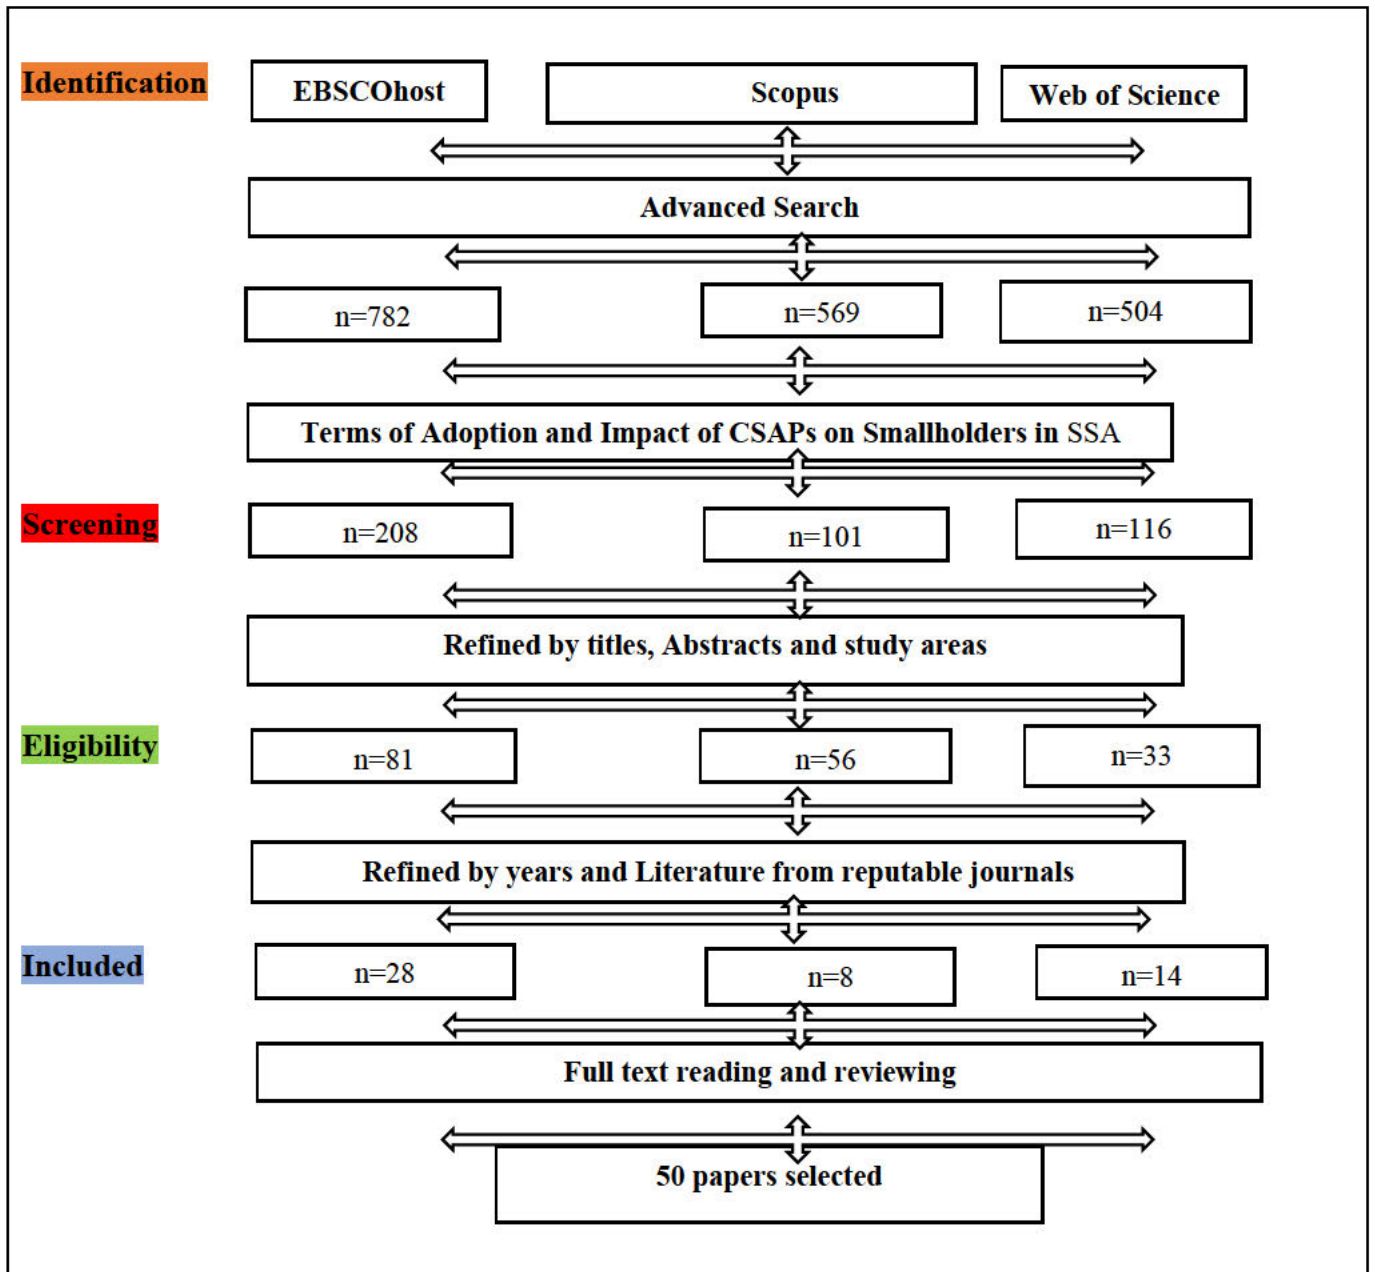 Identification
EBSCOhost
Scopus
Web of Science
Advanced Search
n=782
n=569
n=504
Terms of Adoption and Impact of CSAPs on Smallholders in SSA
Screening
n=208
n=101
n=116
Refined by titles, Abstracts and study areas
Eligibility
n=81
n=56
n=33
Refined by years and Literature from reputable journals
Included
n=28
n=8
n=14
Full text reading and reviewing
50 papers selected